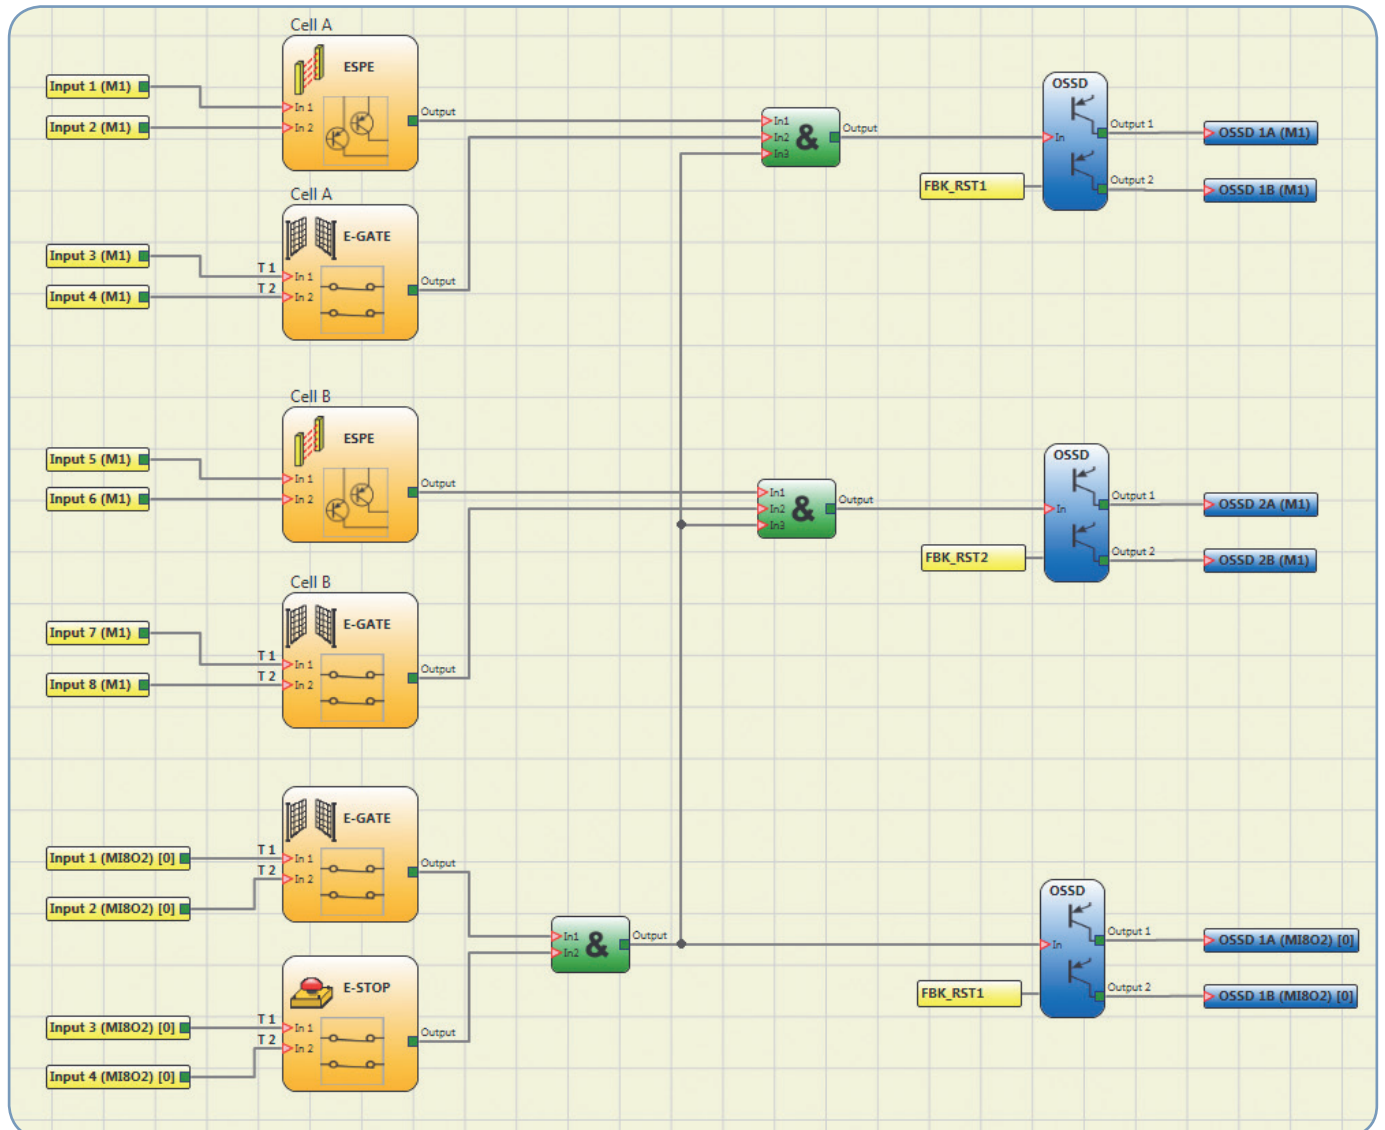 Cell A
ESPE
Input 1 (M1)
Input 2 (M1)
In 1
In 2
Output
In1
In2
In3
&
Output
OSSD
In
Output 1
Output 2
OSSD 1A (M1)
OSSD 1B (M1)
FBK_RST1
Cell A
E-GATE
Input 3 (M1)
Input 4 (M1)
T 1
T 2
In 1
In 2
Output
Cell B
ESPE
Input 5 (M1)
Input 6 (M1)
In 1
In 2
Output
In1
In2
In3
&
Output
OSSD
In
Output 1
Output 2
OSSD 2A (M1)
OSSD 2B (M1)
FBK_RST2
Cell B
E-GATE
Input 7 (M1)
Input 8 (M1)
T 1
T 2
In 1
In 2
Output
E-GATE
Input 1 (MI8O2) [0]
Input 2 (MI8O2) [0]
T 1
T 2
In 1
In 2
Output
In1
In2
&
Output
OSSD
In
Output 1
Output 2
OSSD 1A (MI8O2) [0]
OSSD 1B (MI8O2) [0]
FBK_RST1
E-STOP
Input 3 (MI8O2) [0]
Input 4 (MI8O2) [0]
T 1
T 2
In 1
In 2
Output